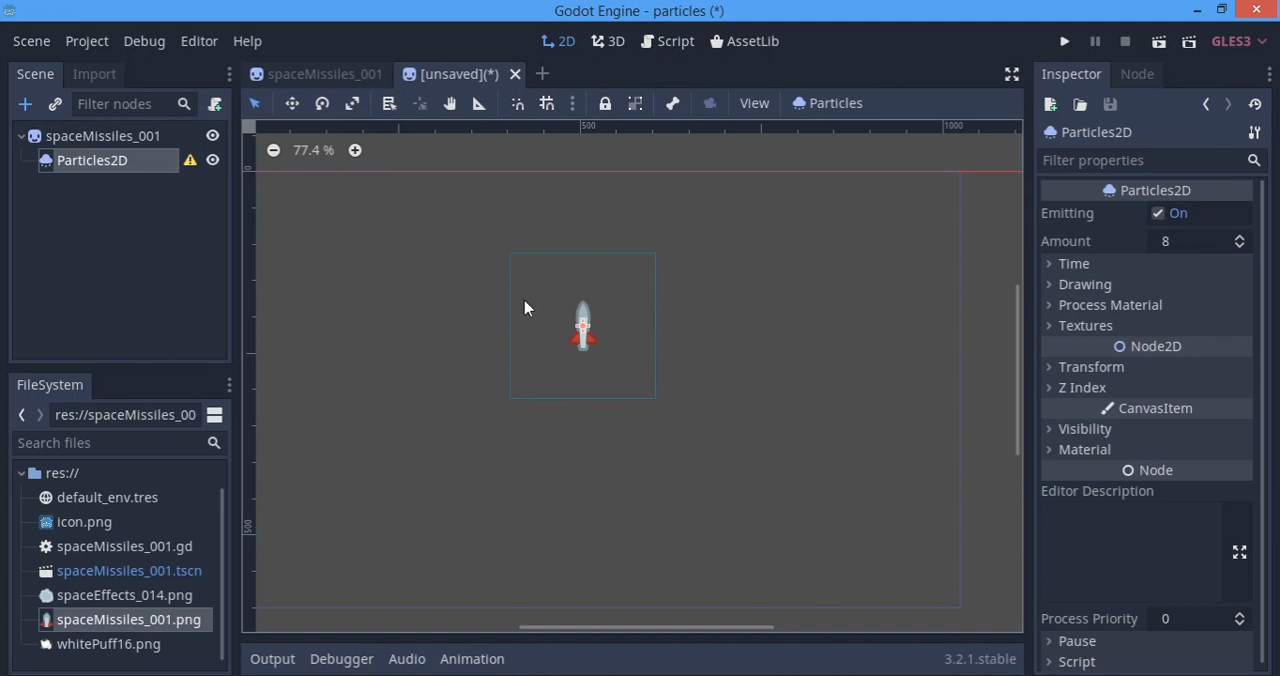 Godot Engine - particles (*)
Scene Project Debug Editor Help
2D 3D Script AssetLib
GLES3
Scene Import
spaceMissiles_001 [unsaved](*)
Inspector Node
Filter nodes
View Particles
spaceMissiles_001
Particles2D
500 1000
0
77.4 %
500
Particles2D
Filter properties
Particles2D
Emitting On
Amount 8
Time
Drawing
Process Material
Textures
Node2D
Transform
Z Index
CanvasItem
Visibility
Material
Node
Editor Description
Process Priority 0
Pause
Script
FileSystem
res://spaceMissiles_00
Search files
res://
default_env.tres
icon.png
spaceMissiles_001.gd
spaceMissiles_001.tscn
spaceEffects_014.png
spaceMissiles_001.png
whitePuff16.png
Output Debugger Audio Animation 3.2.1.stable